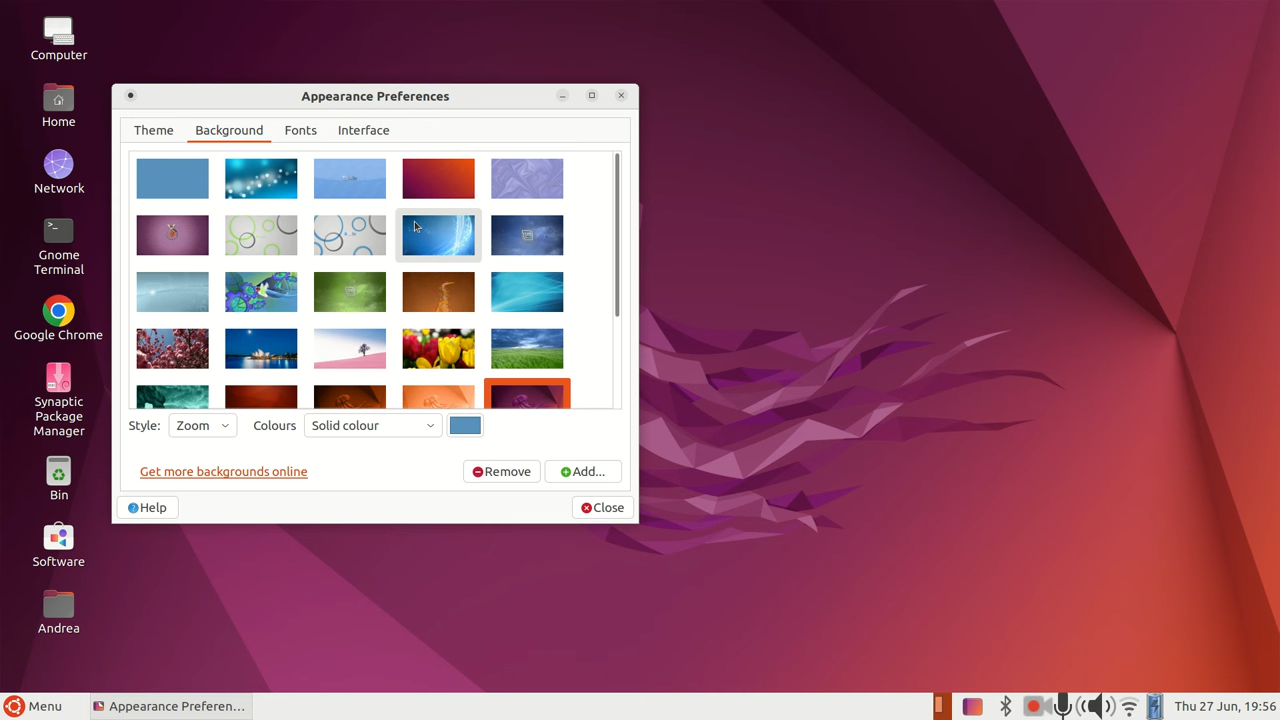 Computer
Home
Network
Gnome
Terminal
Google Chrome
Synaptic
Package
Manager
Bin
Software
Andrea
Appearance Preferences
Theme
Background
Fonts
Interface
Style:
Zoom
Colours
Solid colour
Get more backgrounds online
Remove
Add...
Help
Close
Menu
Appearance Preferen...
Thu 27 Jun, 19:56